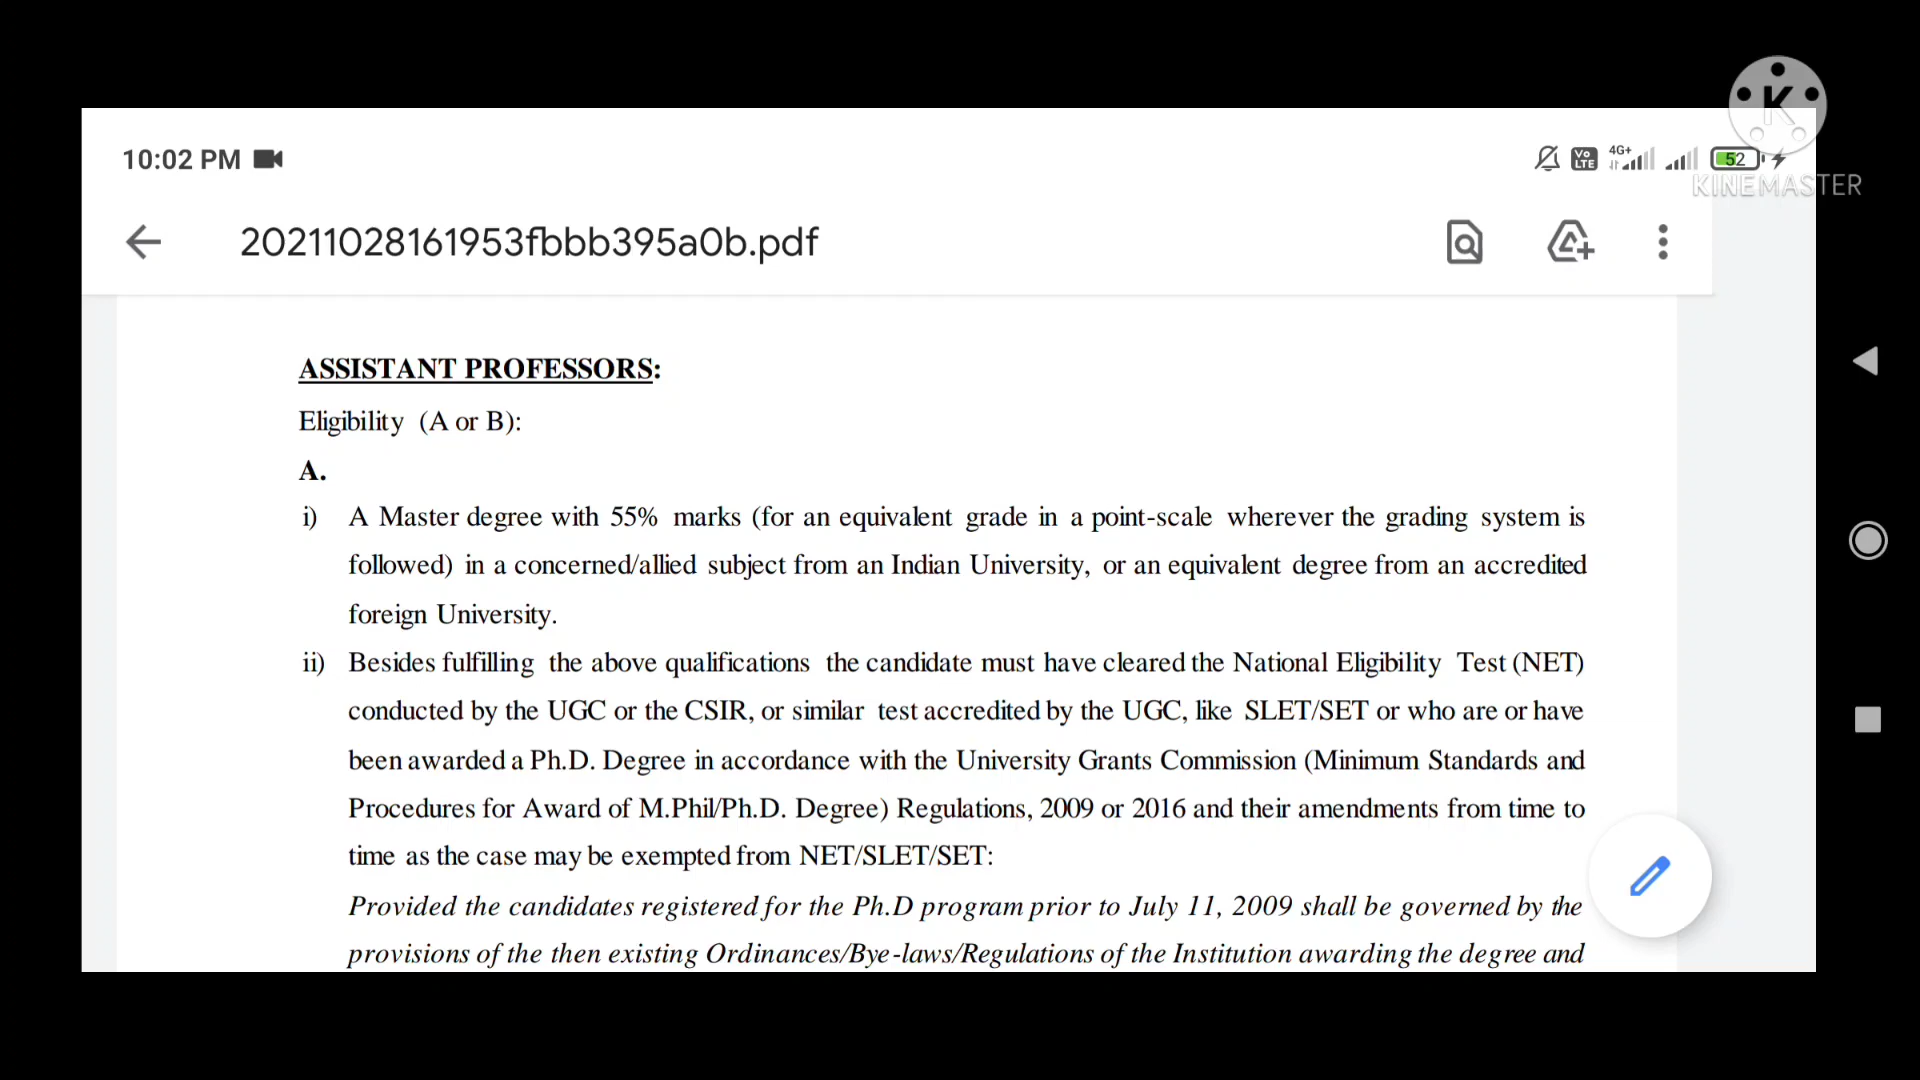 10:02 PM
Vo LTE 4G+ 52
K
KINEMASTER
20211028161953fbbb395a0b.pdf
ASSISTANT PROFESSORS:
Eligibility (A or B):
A.
i) A Master degree with 55% marks (for an equivalent grade in a point-scale wherever the grading system is
followed) in a concerned/allied subject from an Indian University, or an equivalent degree from an accredited
foreign University.
ii) Besides fulfilling the above qualifications the candidate must have cleared the National Eligibility Test (NET)
conducted by the UGC or the CSIR, or similar test accredited by the UGC, like SLET/SET or who are or have
been awarded a Ph.D. Degree in accordance with the University Grants Commission (Minimum Standards and
Procedures for Award of M.Phil/Ph.D. Degree) Regulations, 2009 or 2016 and their amendments from time to
time as the case may be exempted from NET/SLET/SET:
Provided the candidates registered for the Ph.D program prior to July 11, 2009 shall be governed by the
provisions of the then existing Ordinances/Bye-laws/Regulations of the Institution awarding the degree and